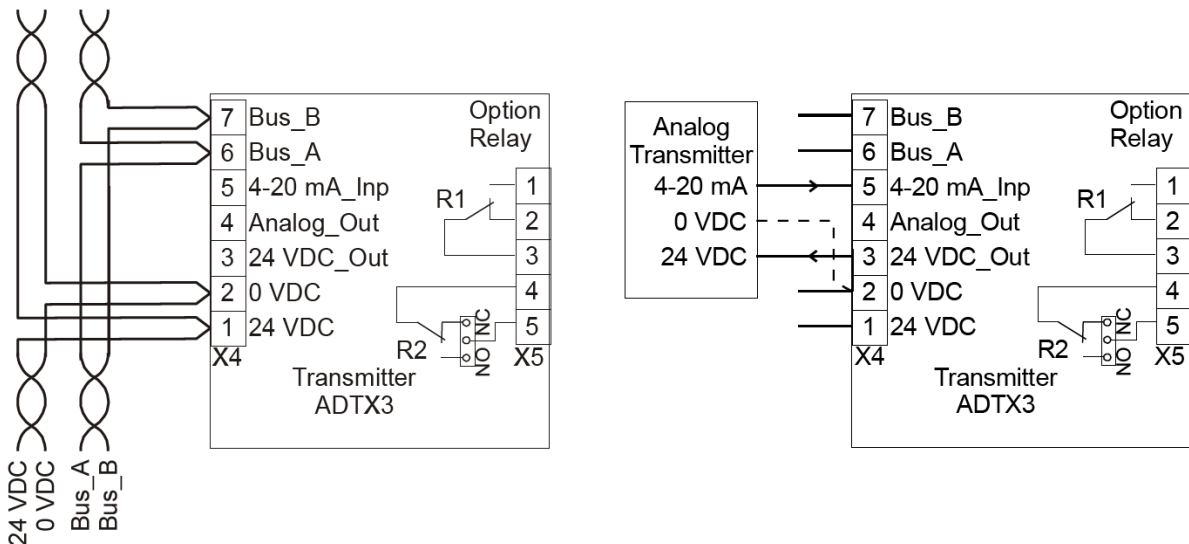 7 Bus_B
6 Bus_A
5 4-20 mA_Inp
4 Analog_Out
3 24 VDC_Out
2 0 VDC
1 24 VDC
X4
Option
Relay
R1
1
2
3
4
5
X5
R2
NC
NO
Transmitter
ADTX3
24 VDC
0 VDC
Bus_A
Bus_B
Analog
Transmitter
4-20 mA
0 VDC
24 VDC
7 Bus_B
6 Bus_A
5 4-20 mA_Inp
4 Analog_Out
3 24 VDC_Out
2 0 VDC
1 24 VDC
X4
Option
Relay
R1
1
2
3
4
5
X5
R2
NC
NO
Transmitter
ADTX3